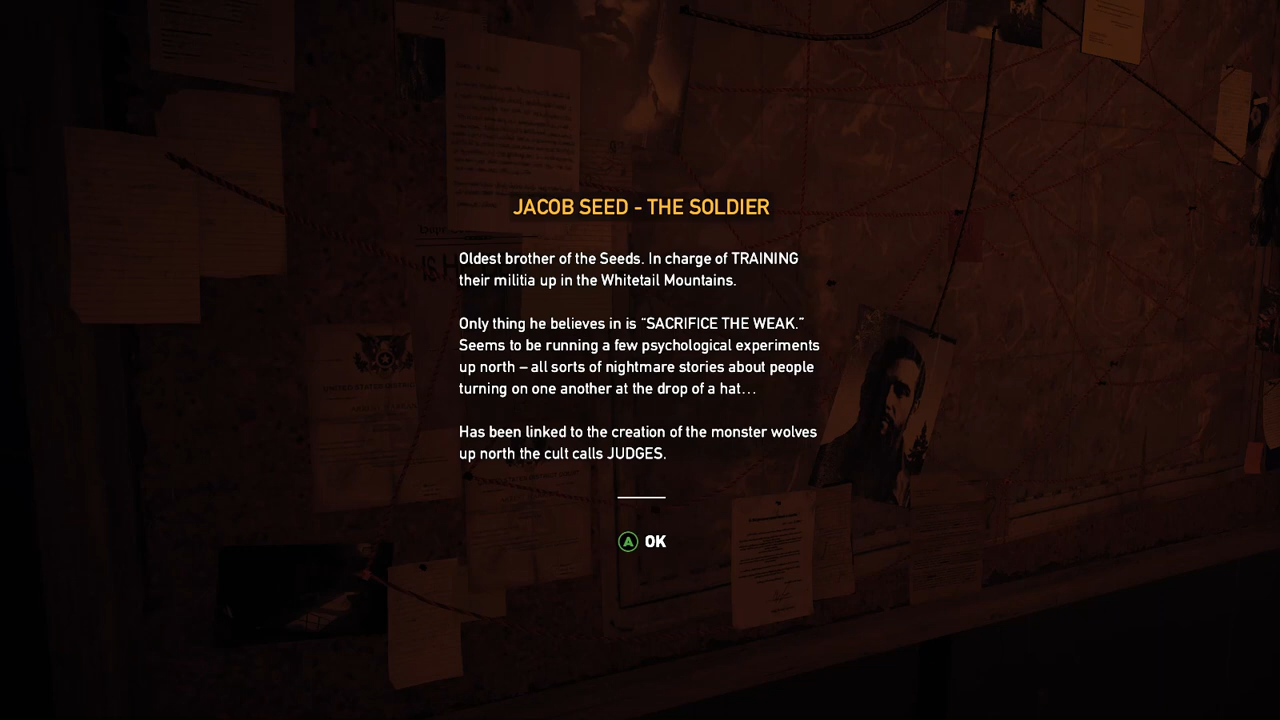 JACOB SEED - THE SOLDIER
Oldest brother of the Seeds. In charge of TRAINING
their militia up in the Whitetail Mountains.
Only thing he believes in is “SACRIFICE THE WEAK.”
Seems to be running a few psychological experiments
up north – all sorts of nightmare stories about people
turning on one another at the drop of a hat...
Has been linked to the creation of the monster wolves
up north the cult calls JUDGES.
A OK